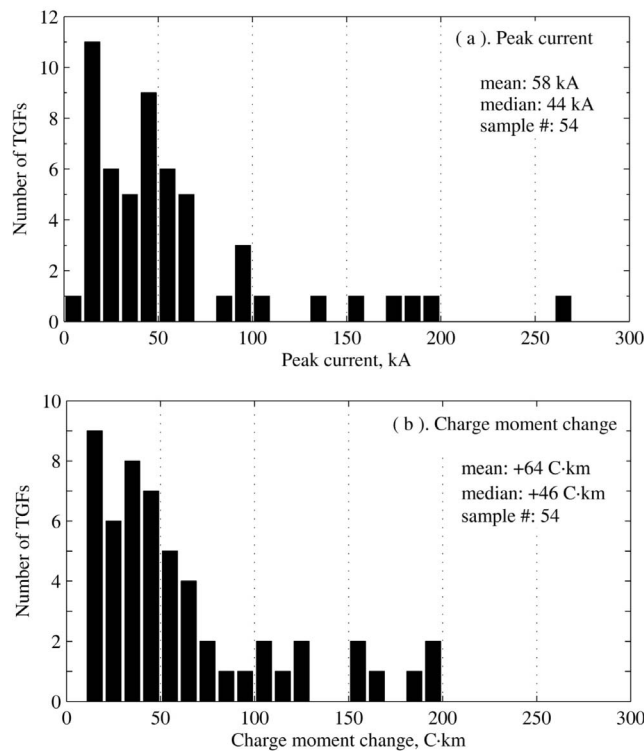 ( a ). Peak current
mean: 58 kA
median: 44 kA
sample #: 54
Number of TGFs
12
10
8
6
4
2
0
0 50 100 150 200 250 300
Peak current, kA
( b ). Charge moment change
mean: +64 C·km
median: +46 C·km
sample #: 54
Number of TGFs
10
8
6
4
2
0
0 50 100 150 200 250 300
Charge moment change, C·km